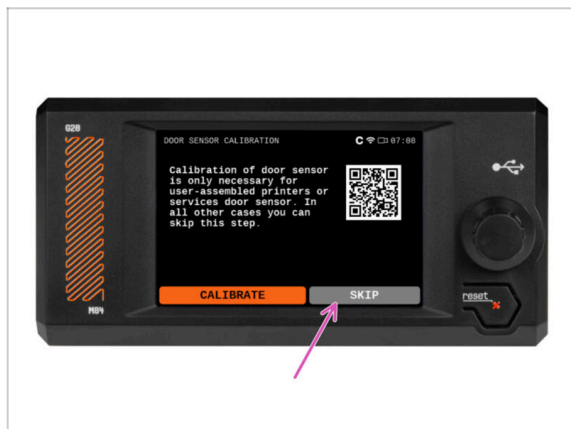 G28
DOOR SENSOR CALIBRATION
C 07:08
Calibration of door sensor
is only necessary for
user-assembled printers or
services door sensor. In
all other cases you can
skip this step.
CALIBRATE
SKIP
reset
M84